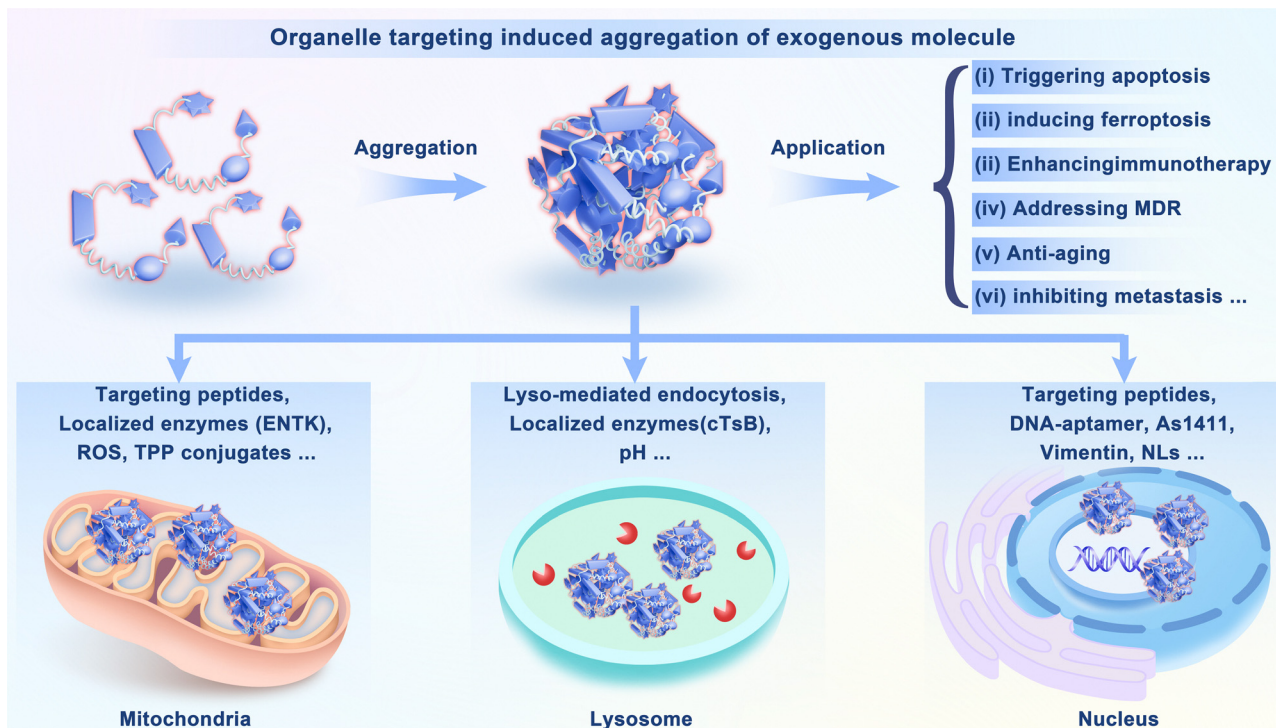 Organelle targeting induced aggregation of exogenous molecule
Aggregation
Application
(i) Triggering apoptosis
(ii) inducing ferroptosis
(ii) Enhancingimmunotherapy
(iv) Addressing MDR
(v) Anti-aging
(vi) inhibiting metastasis ...
Targeting peptides,
Localized enzymes (ENTK),
ROS, TPP conjugates ...
Mitochondria
Lyso-mediated endocytosis,
Localized enzymes(cTsB),
pH ...
Lysosome
Targeting peptides,
DNA-aptamer, As1411,
Vimentin, NLs ...
Nucleus